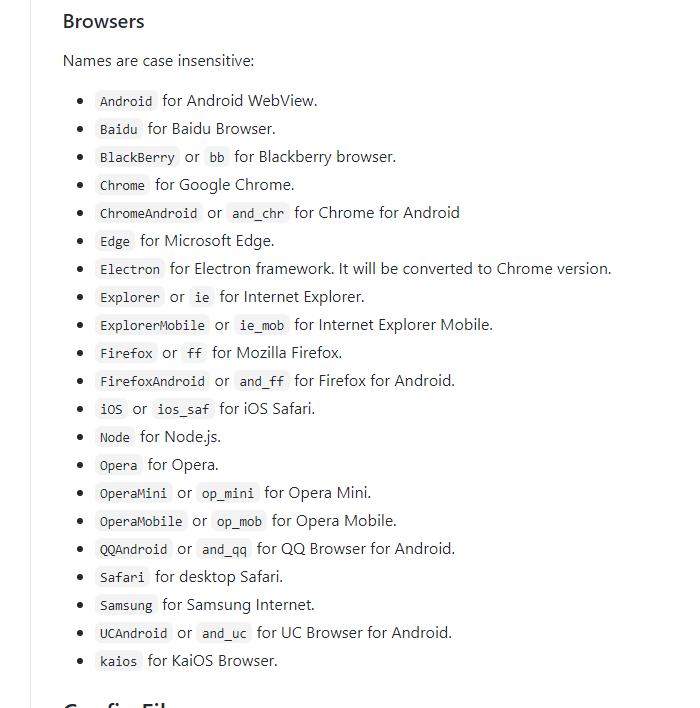 Browsers
Names are case insensitive:
Android for Android WebView.
Baidu for Baidu Browser.
BlackBerry or bb for Blackberry browser.
Chrome for Google Chrome.
ChromeAndroid or and_chr for Chrome for Android
Edge for Microsoft Edge.
Electron for Electron framework. It will be converted to Chrome version.
Explorer or ie for Internet Explorer.
ExplorerMobile or ie_mob for Internet Explorer Mobile.
Firefox or ff for Mozilla Firefox.
FirefoxAndroid or and_ff for Firefox for Android.
iOS or ios_saf for iOS Safari.
Node for Node.js.
Opera for Opera.
OperaMini or op_mini for Opera Mini.
OperaMobile or op_mob for Opera Mobile.
QQAndroid or and_qq for QQ Browser for Android.
Safari for desktop Safari.
Samsung for Samsung Internet.
UCAndroid or and_uc for UC Browser for Android.
kaios for KaiOS Browser.